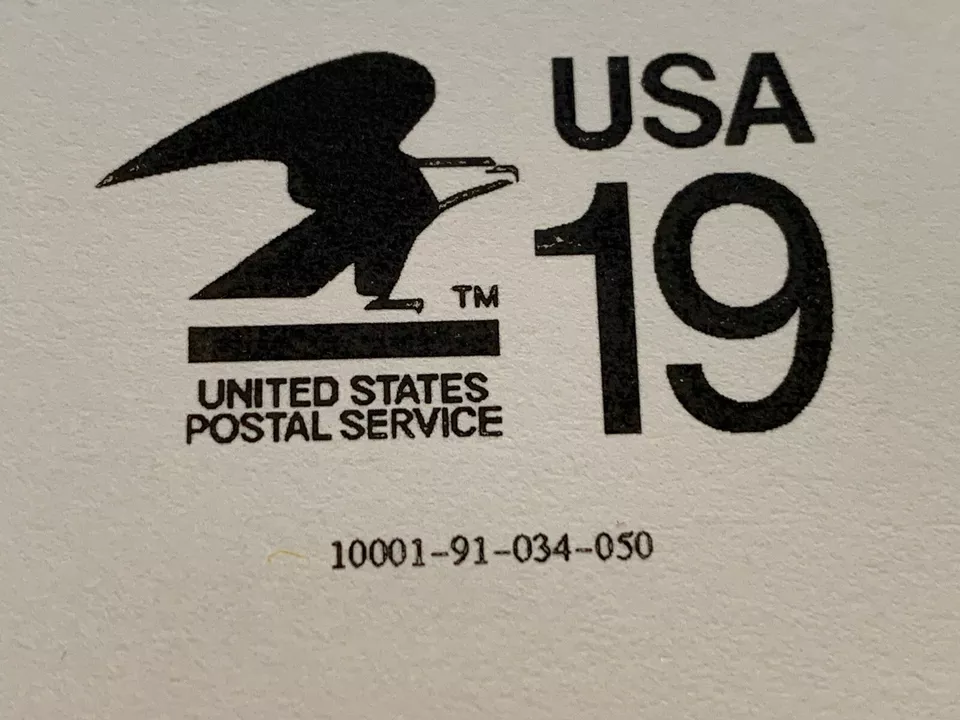 USA
19
TM
UNITED STATES
POSTAL SERVICE
10001-91-034-050